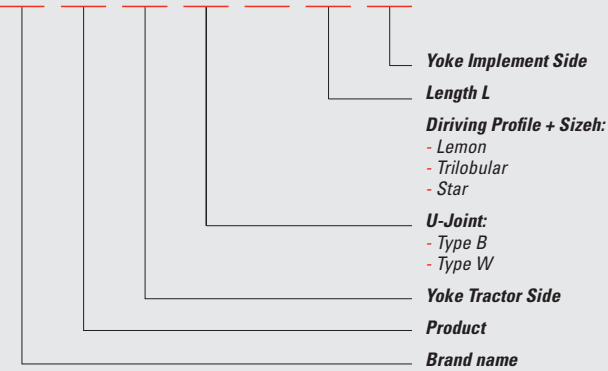 Yoke Implement Side
Length L
Diriving Profile + Sizeh:
- Lemon
- Trilobular
- Star
U-Joint:
- Type B
- Type W
Yoke Tractor Side
Product
Brand name